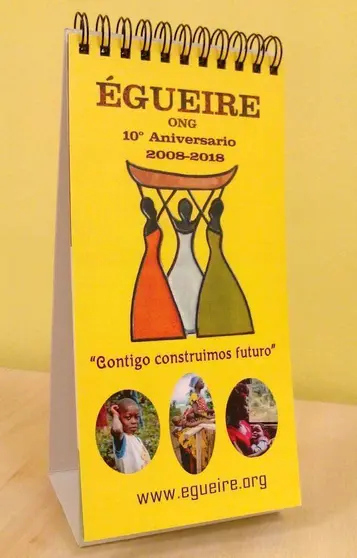 ÉGUEIRE
ONG
10º Aniversario
2008-2018
"Contigo construimos futuro"
www.egueire.org